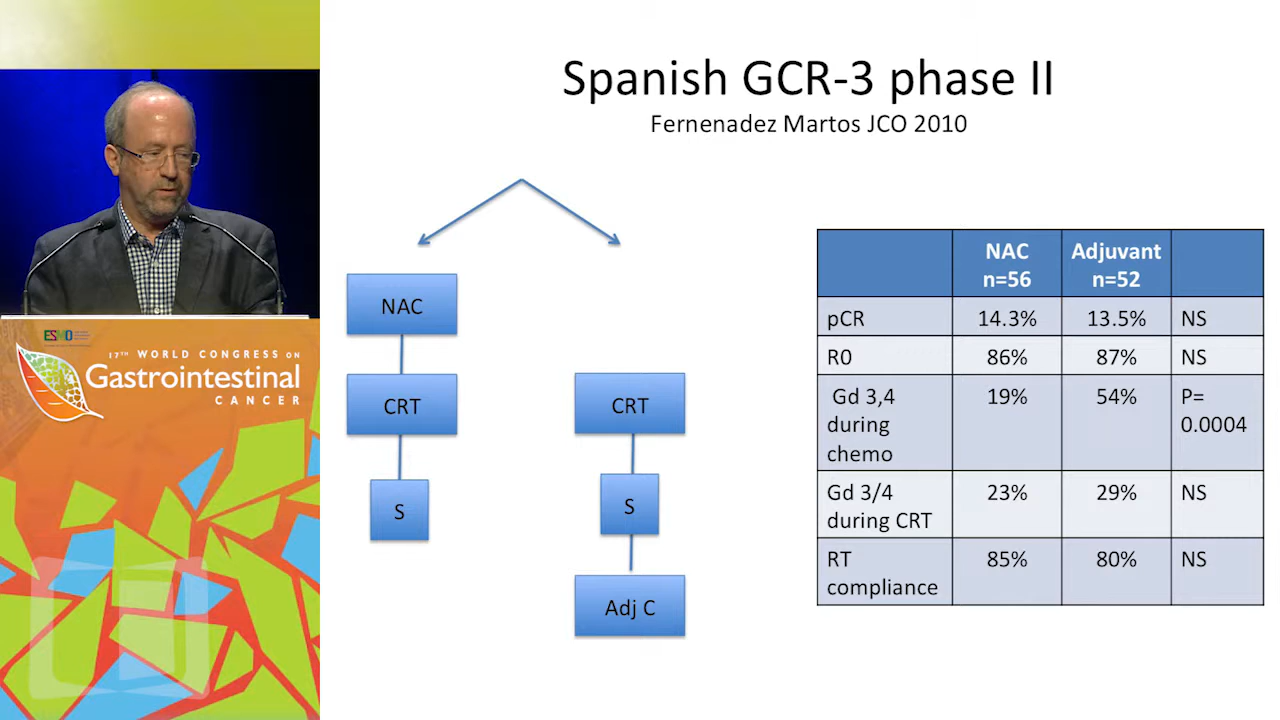 Spanish GCR-3 phase II
Fernenadez Martos JCO 2010
NAC
CRT
S
CRT
S
Adj C
NAC
n=56
Adjuvant
n=52
pCR 14.3% 13.5% NS
R0 86% 87% NS
Gd 3,4
during
chemo
19% 54% P=
0.0004
Gd 3/4
during CRT
23% 29% NS
RT
compliance
85% 80% NS
ESMO
17TH WORLD CONGRESS ON
Gastrointestinal
CANCER